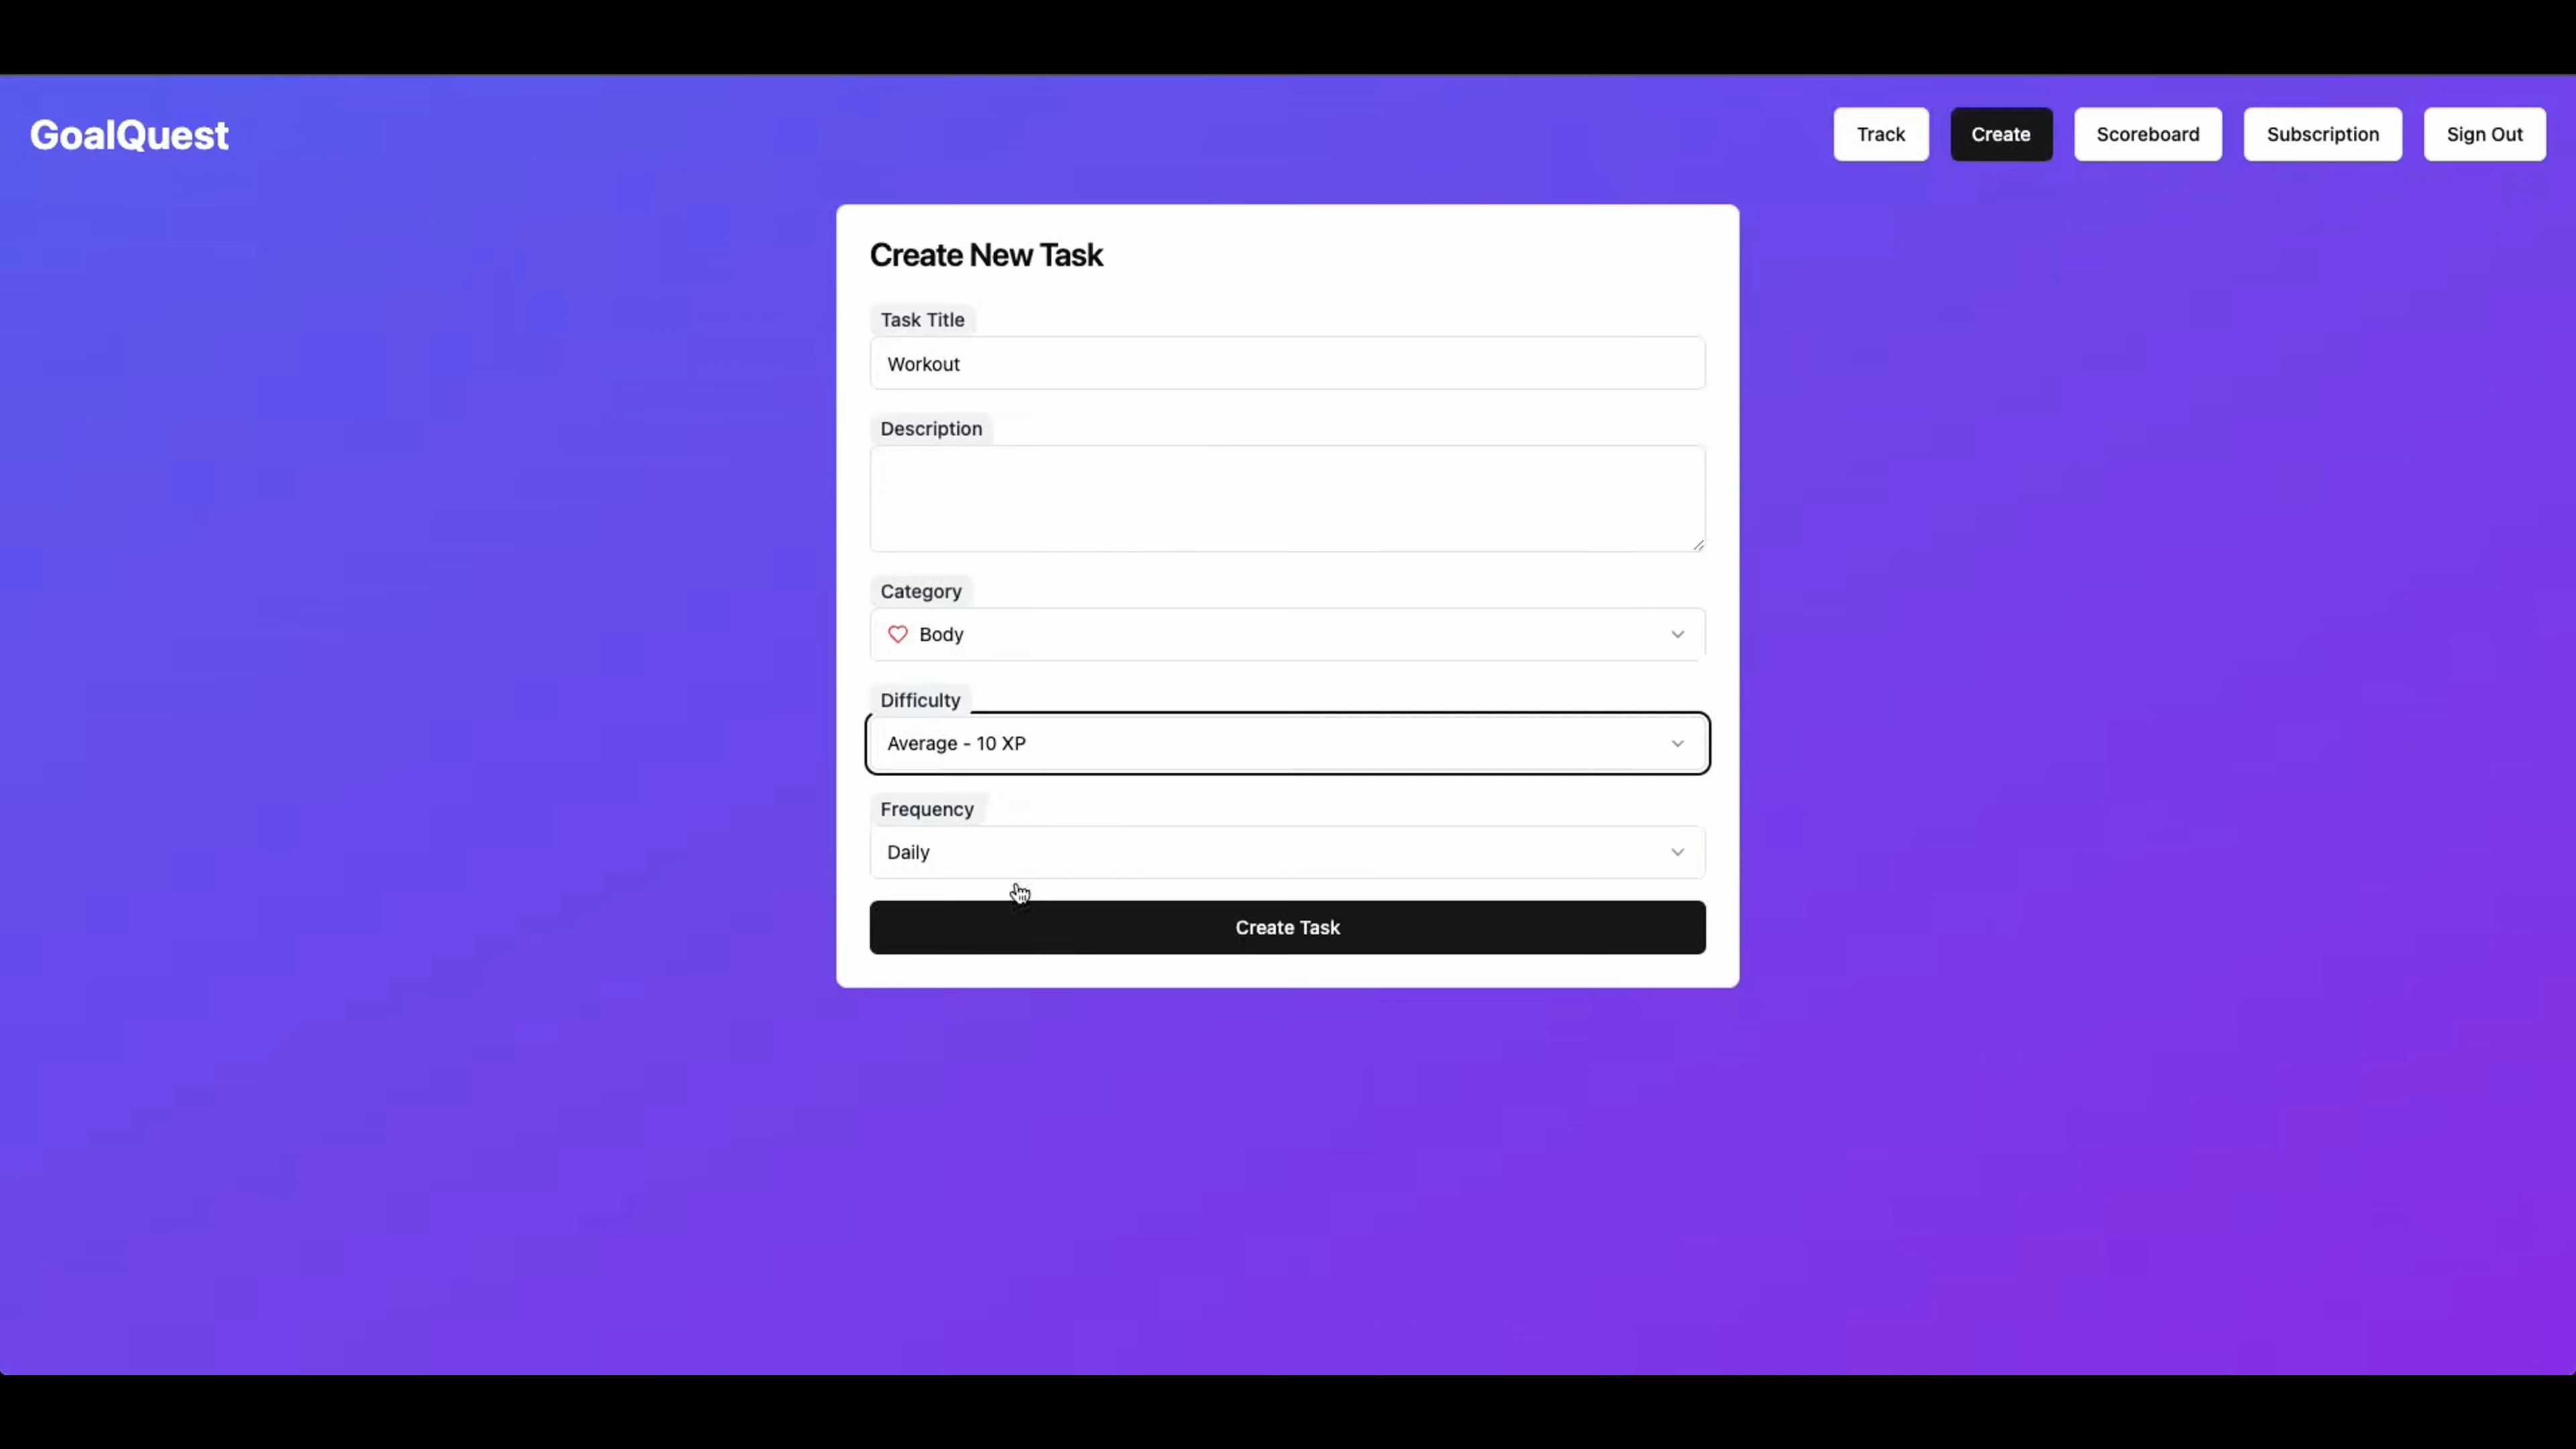 GoalQuest
Track
Create
Scoreboard
Subscription
Sign Out
Create New Task
Task Title
Workout
Description
Category
Body
Difficulty
Average - 10 XP
Frequency
Daily
Create Task